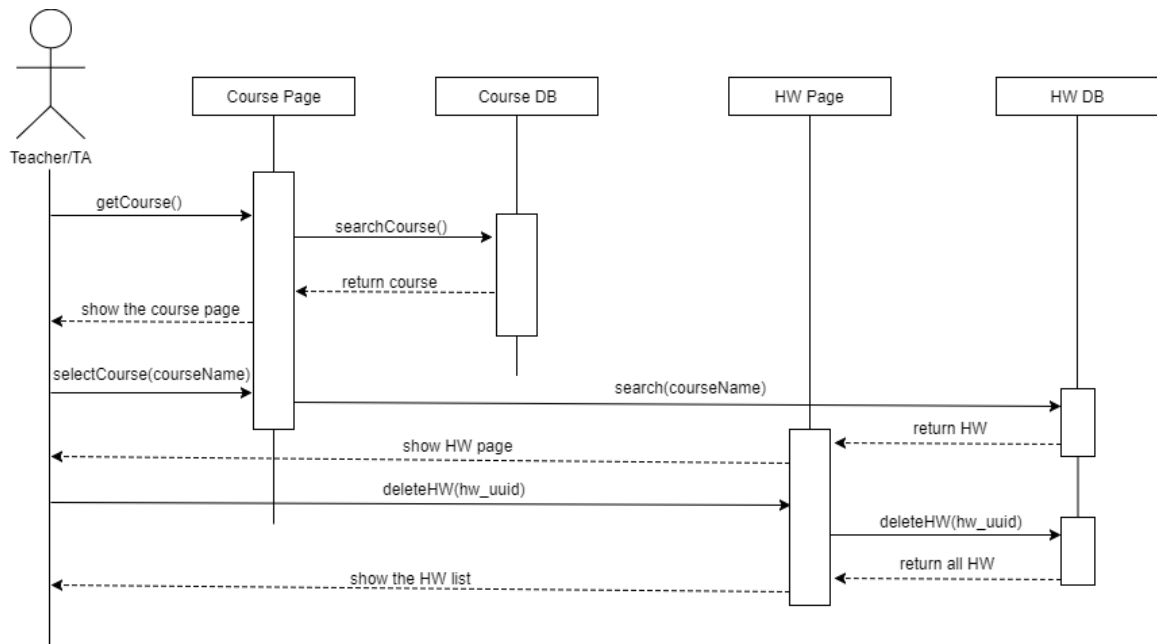 Course Page
Course DB
HW Page
HW DB
Teacher/TA
getCourse()
searchCourse()
return course
show the course page
selectCourse(courseName)
search(courseName)
return HW
show HW page
deleteHW(hw_uuid)
deleteHW(hw_uuid)
return all HW
show the HW list